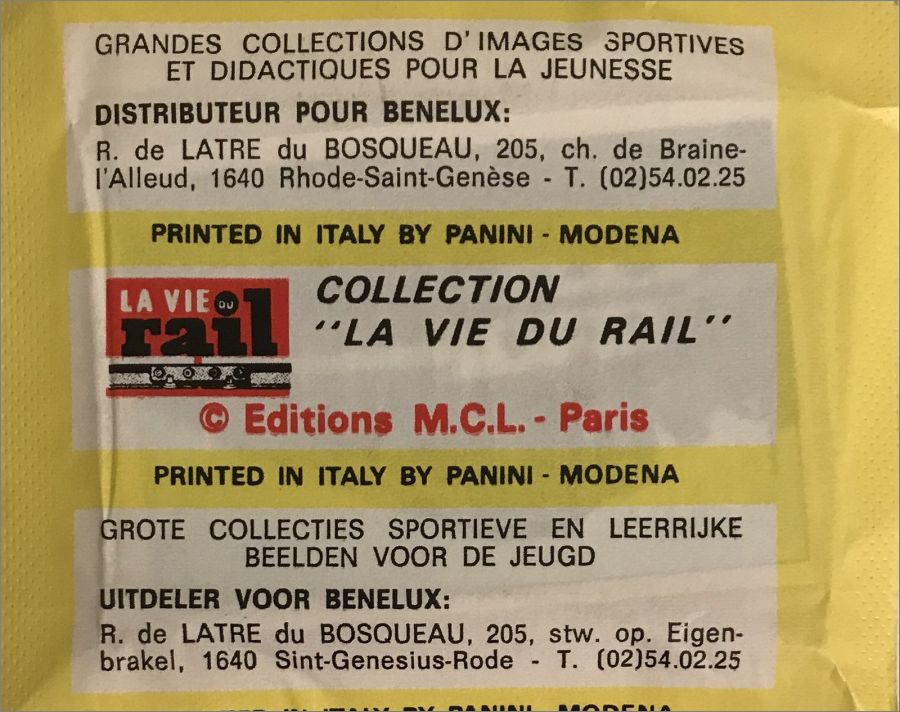 GRANDES COLLECTIONS D'IMAGES SPORTIVES
ET DIDACTIQUES POUR LA JEUNESSE
DISTRIBUTEUR POUR BENELUX:
R. de LATRE du BOSQUEAU, 205, ch. de Braine-
l'Alleud, 1640 Rhode-Saint-Genèse - T. (02)54.02.25
PRINTED IN ITALY BY PANINI - MODENA
LA VIE DU
rail
COLLECTION
"LA VIE DU RAIL"
© Editions M.C.L. - Paris
PRINTED IN ITALY BY PANINI - MODENA
GROTE COLLECTIES SPORTIEVE EN LEERRIJKE
BEELDEN VOOR DE JEUGD
UITDELER VOOR BENELUX:
R. de LATRE du BOSQUEAU, 205, stw. op. Eigen-
brakel, 1640 Sint-Genesius-Rode - T. (02)54.02.25
ITALY BY PANINI - MODENA